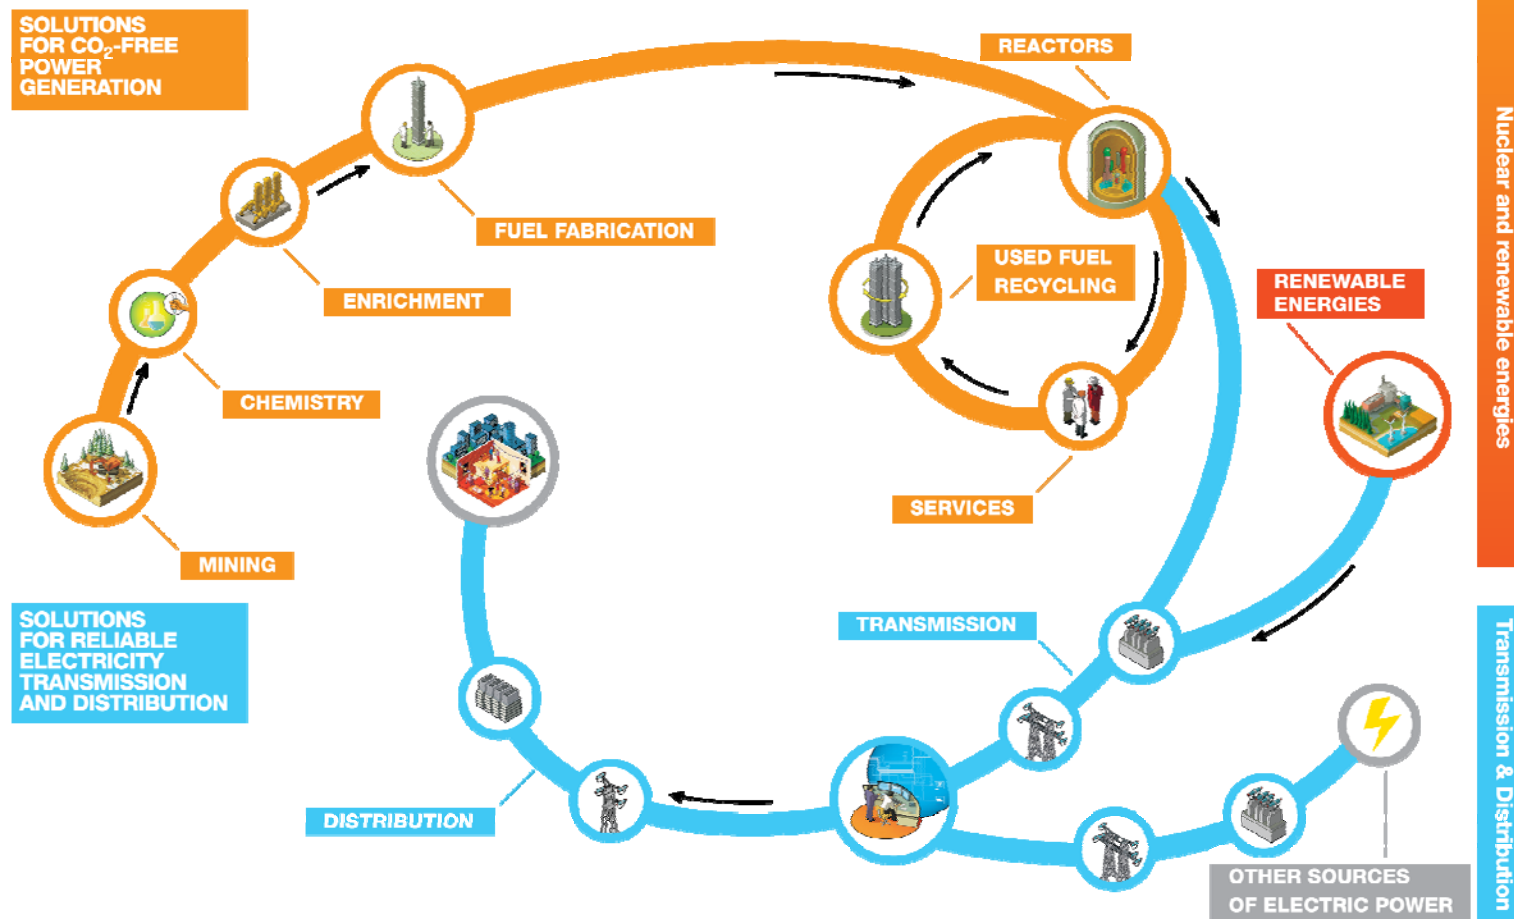 SOLUTIONS
FOR CO₂-FREE
POWER
GENERATION
REACTORS
FUEL FABRICATION
USED FUEL
RECYCLING
ENRICHMENT
RENEWABLE
ENERGIES
CHEMISTRY
SERVICES
MINING
Nuclear and renewable energies
SOLUTIONS
FOR RELIABLE
ELECTRICITY
TRANSMISSION
AND DISTRIBUTION
TRANSMISSION
DISTRIBUTION
OTHER SOURCES
OF ELECTRIC POWER
Transmission & Distribution